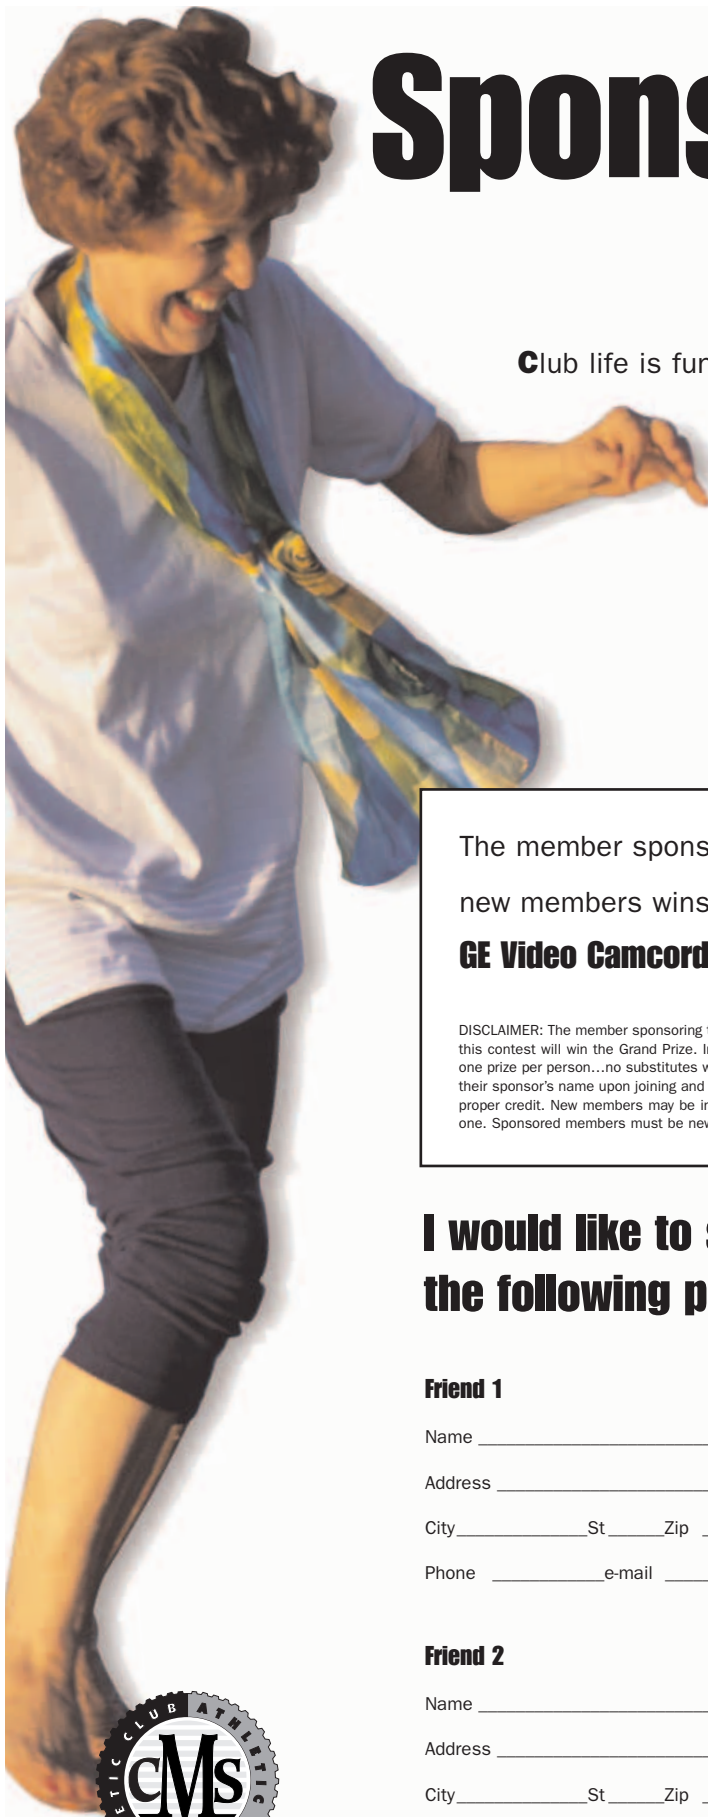 Spons
Club life is fun
The member spons
new members wins
GE Video Camcord
DISCLAIMER: The member sponsoring
this contest will win the Grand Prize. I
one prize per person...no substitutes w
their sponsor's name upon joining and
proper credit. New members may be in
one. Sponsored members must be new
I would like to s
the following p
Friend 1
Name
Address
City St Zip
Phone e-mail
Friend 2
Name
Address
City St Zip
CLUB ATHLETIC
CMS